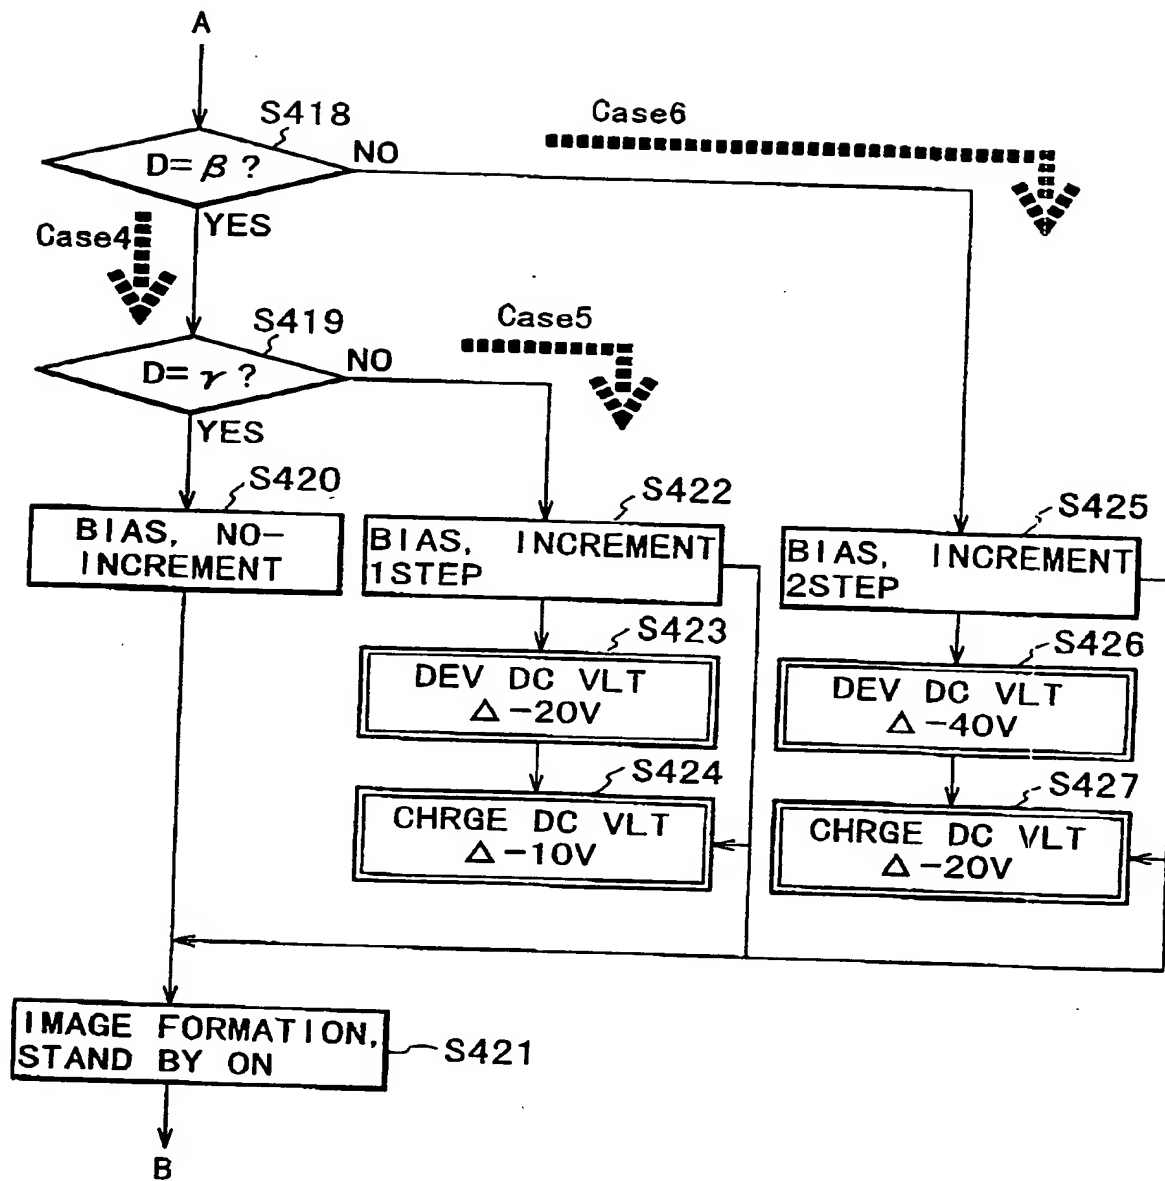 A
S418
D=β?
NO
Case6
YES
Case4
S419
D=γ?
NO
Case5
YES
S420
BIAS, NO-
INCREMENT
S422
BIAS, INCREMENT
1STEP
S425
BIAS, INCREMENT
2STEP
S423
DEV DC VLT
△-20V
S426
DEV DC VLT
△-40V
S424
CHRGE DC VLT
△-10V
S427
CHRGE DC VLT
△-20V
IMAGE FORMATION,
STAND BY ON
S421
B